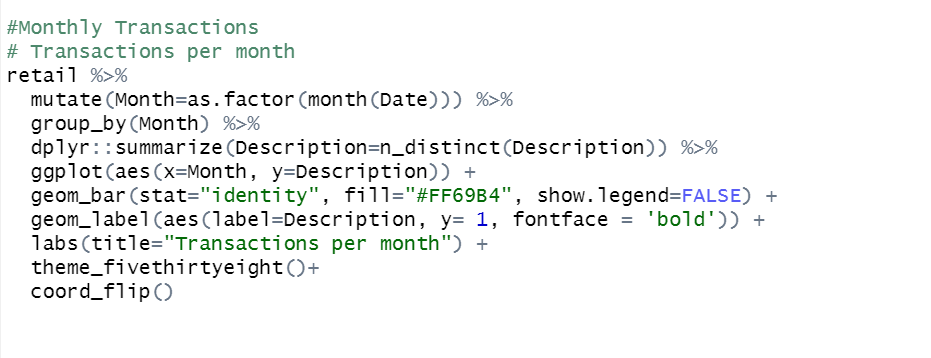 #Monthly Transactions
# Transactions per month
retail %>%
  mutate(Month=as.factor(month(Date))) %>%
  group_by(Month) %>%
  dplyr::summarize(Description=n_distinct(Description)) %>%
  ggplot(aes(x=Month, y=Description)) +
  geom_bar(stat="identity", fill="#FF69B4", show.legend=FALSE) +
  geom_label(aes(label=Description, y= 1, fontface = 'bold')) +
  labs(title="Transactions per month") +
  theme_fivethirtyeight()+
  coord_flip()